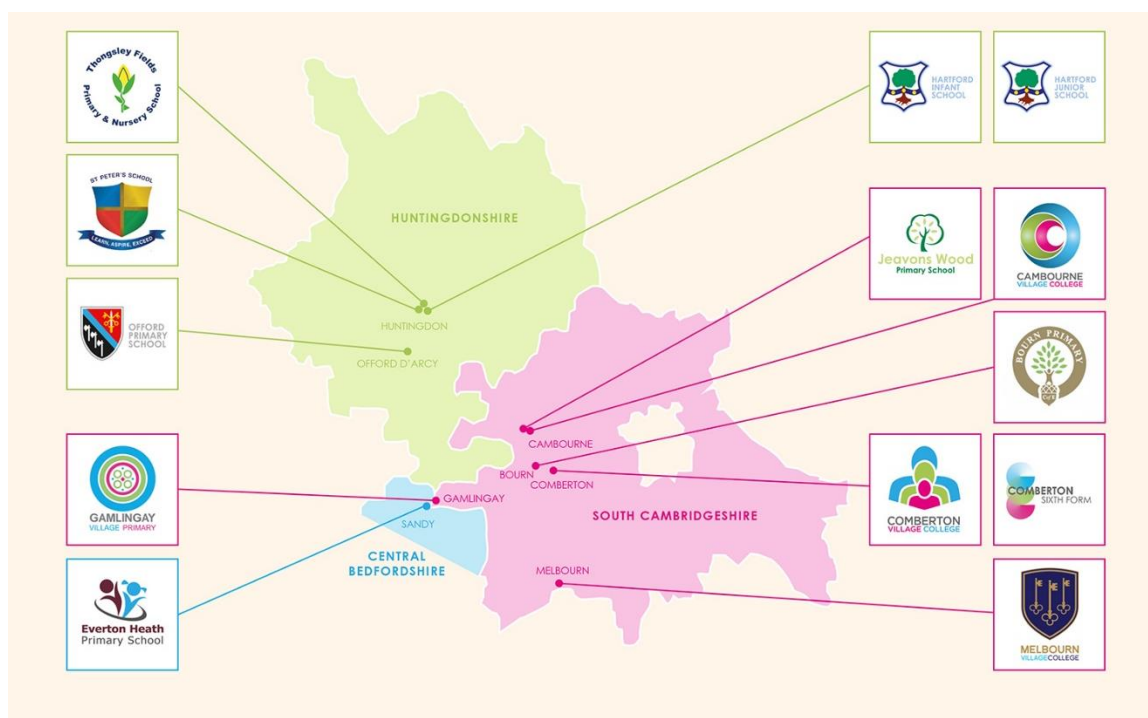 Thongsley Fields
Primary & Nursery School
ST PETER'S SCHOOL
LEARN, ASPIRE, EXCEED
OFFORD
PRIMARY
SCHOOL
GAMLINGAY
VILLAGE PRIMARY
Everton Heath
Primary School
HUNTINGDONSHIRE
HUNTINGDON
OFFORD D'ARCY
CAMBOURNE
BOURN
COMBERTON
GAMLINGAY
SANDY
SOUTH CAMBRIDGESHIRE
CENTRAL
BEDFORDSHIRE
MELBOURN
HARTFORD
INFANT
SCHOOL
HARTFORD
JUNIOR
SCHOOL
Jeavons Wood
Primary School
CAMBOURNE
VILLAGE COLLEGE
BOURN PRIMARY
CofE
COMBERTON
VILLAGE COLLEGE
COMBERTON
SIXTH FORM
MELBOURN
VILLAGECOLLEGE